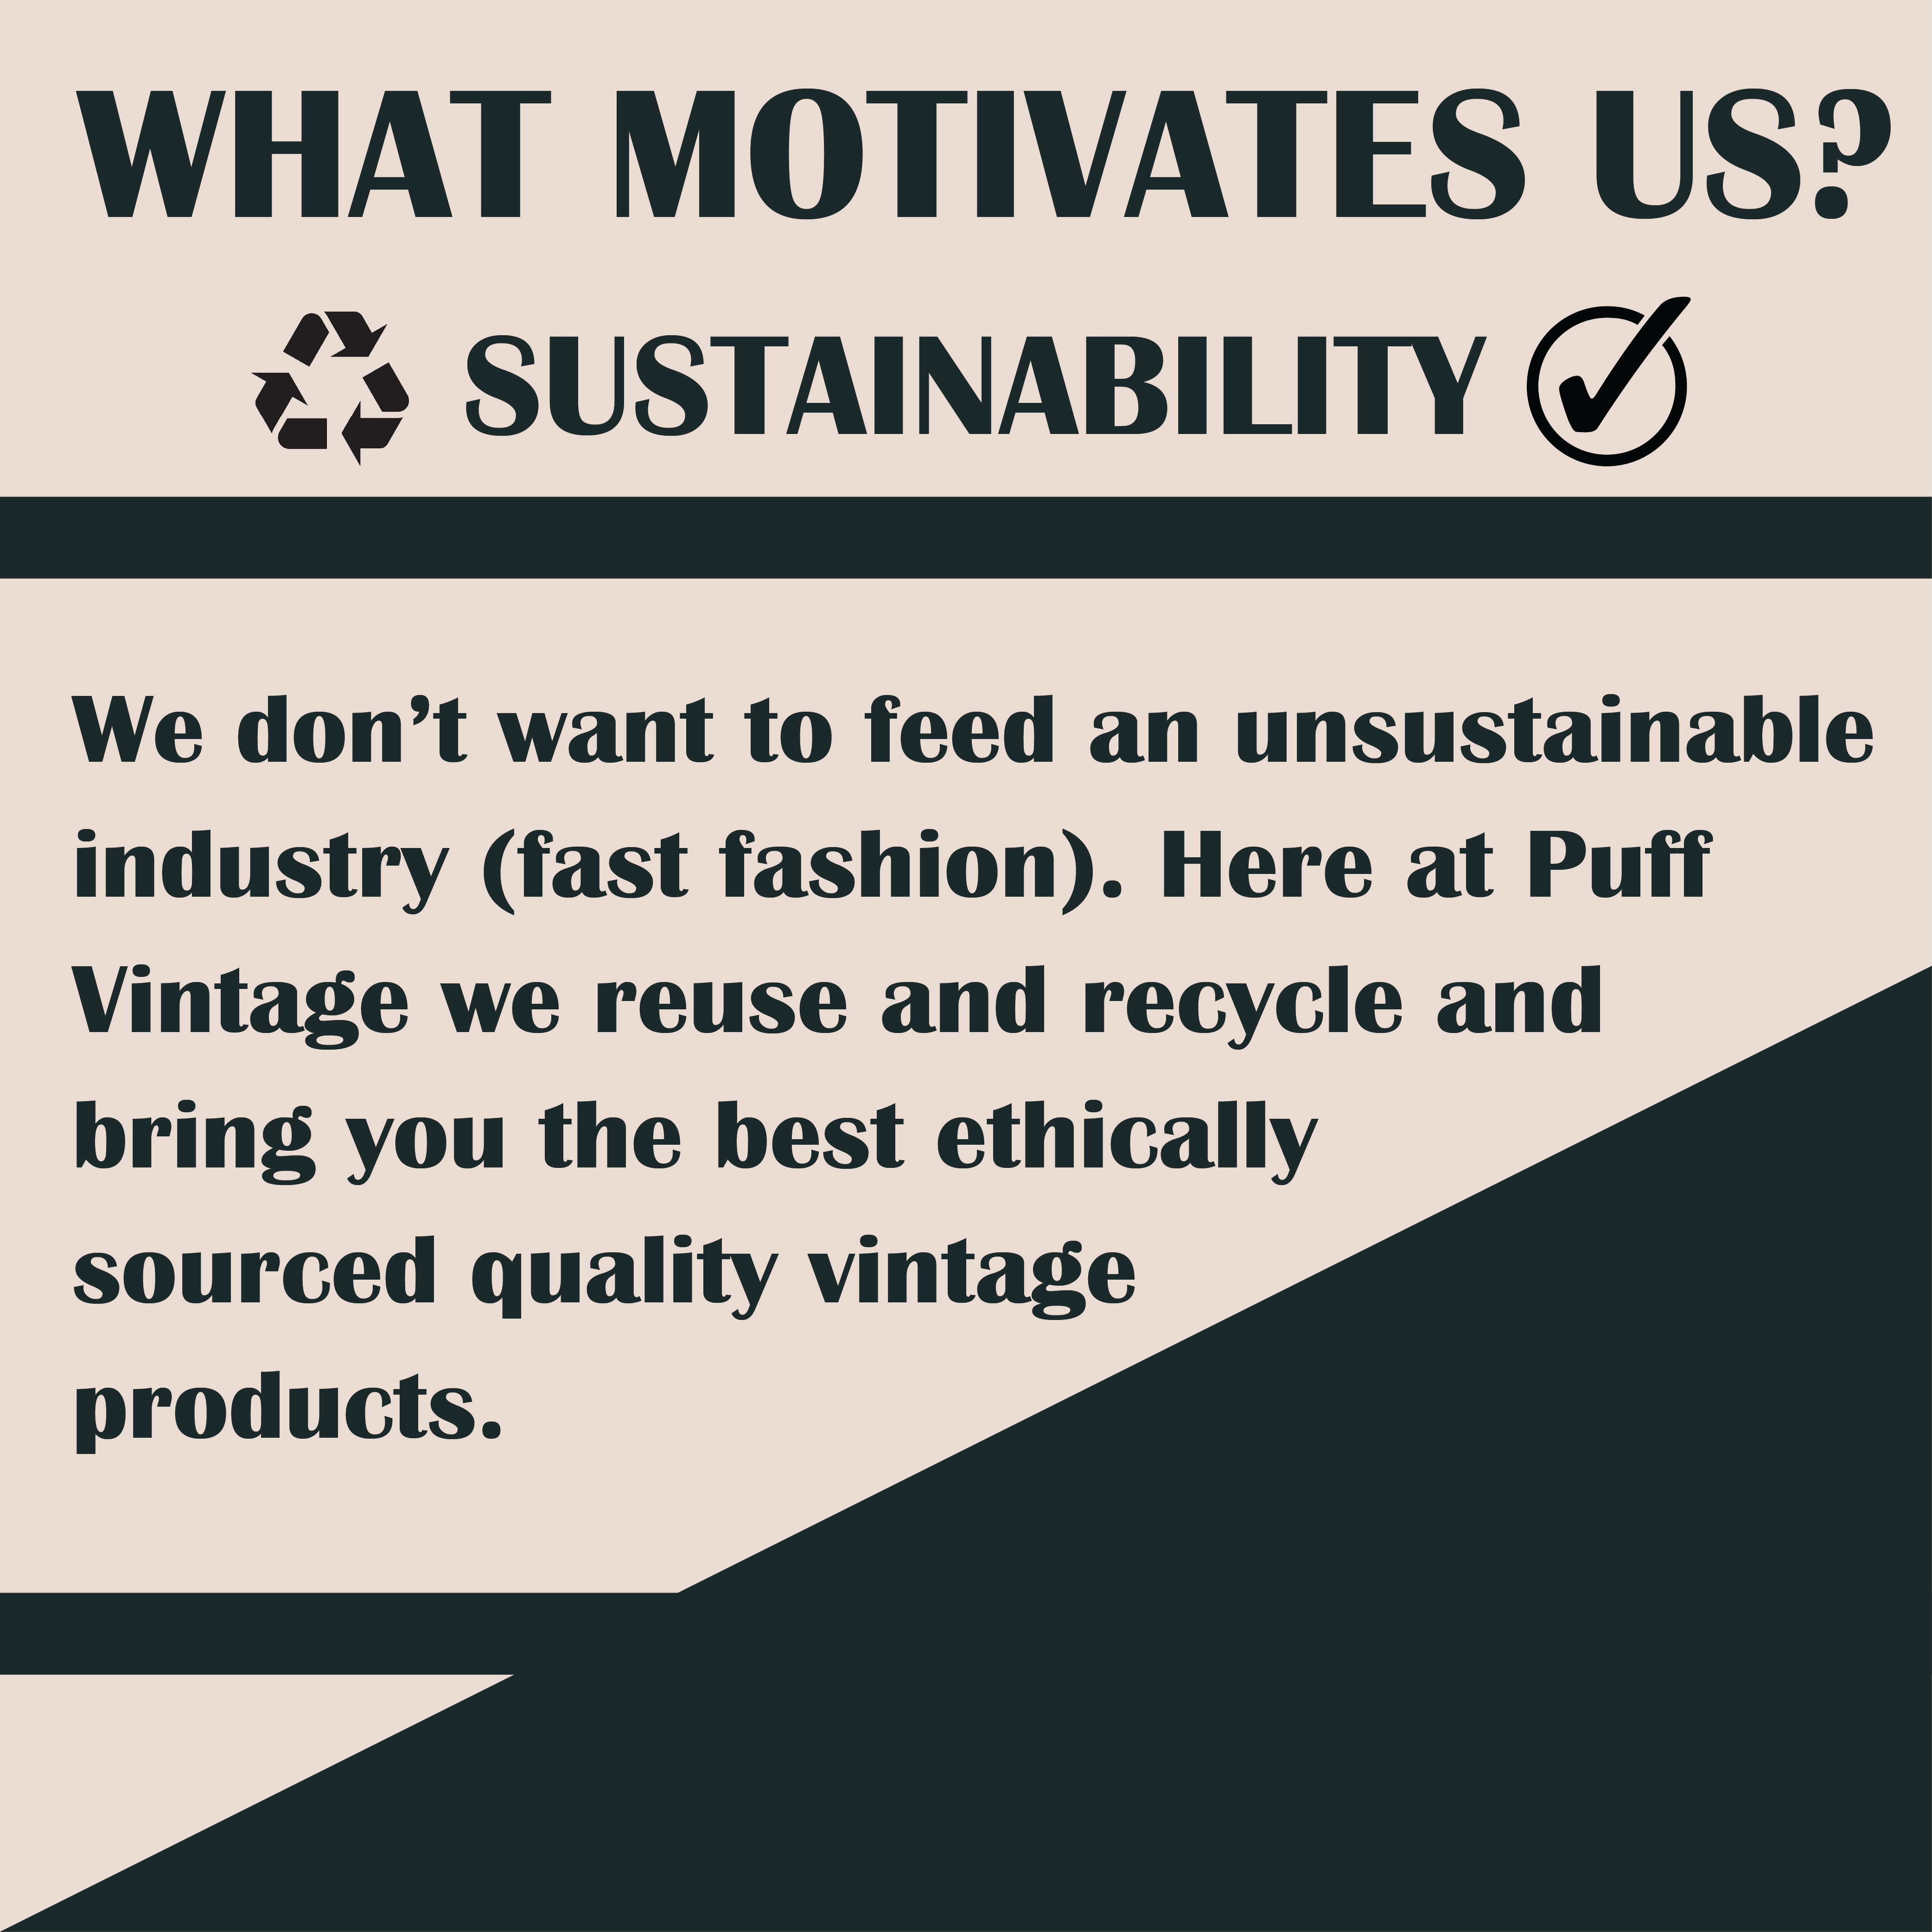 WHAT MOTIVATES US?
SUSTAINABILITY
We don’t want to feed an unsustainable
industry (fast fashion). Here at Puff
Vintage we reuse and recycle and
bring you the best ethically
sourced quality vintage
products.